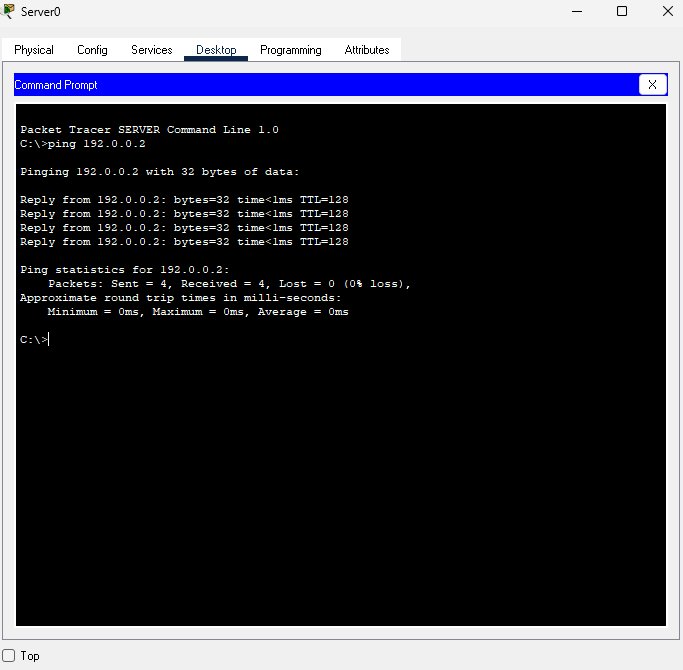 Server0
Physical Config Services Desktop Programming Attributes
Command Prompt
X
Packet Tracer SERVER Command Line 1.0
C:\>ping 192.0.0.2
Pinging 192.0.0.2 with 32 bytes of data:
Reply from 192.0.0.2: bytes=32 time<1ms TTL=128
Reply from 192.0.0.2: bytes=32 time<1ms TTL=128
Reply from 192.0.0.2: bytes=32 time<1ms TTL=128
Reply from 192.0.0.2: bytes=32 time<1ms TTL=128
Ping statistics for 192.0.0.2:
    Packets: Sent = 4, Received = 4, Lost = 0 (0% loss),
Approximate round trip times in milli-seconds:
    Minimum = 0ms, Maximum = 0ms, Average = 0ms
C:\>
Top